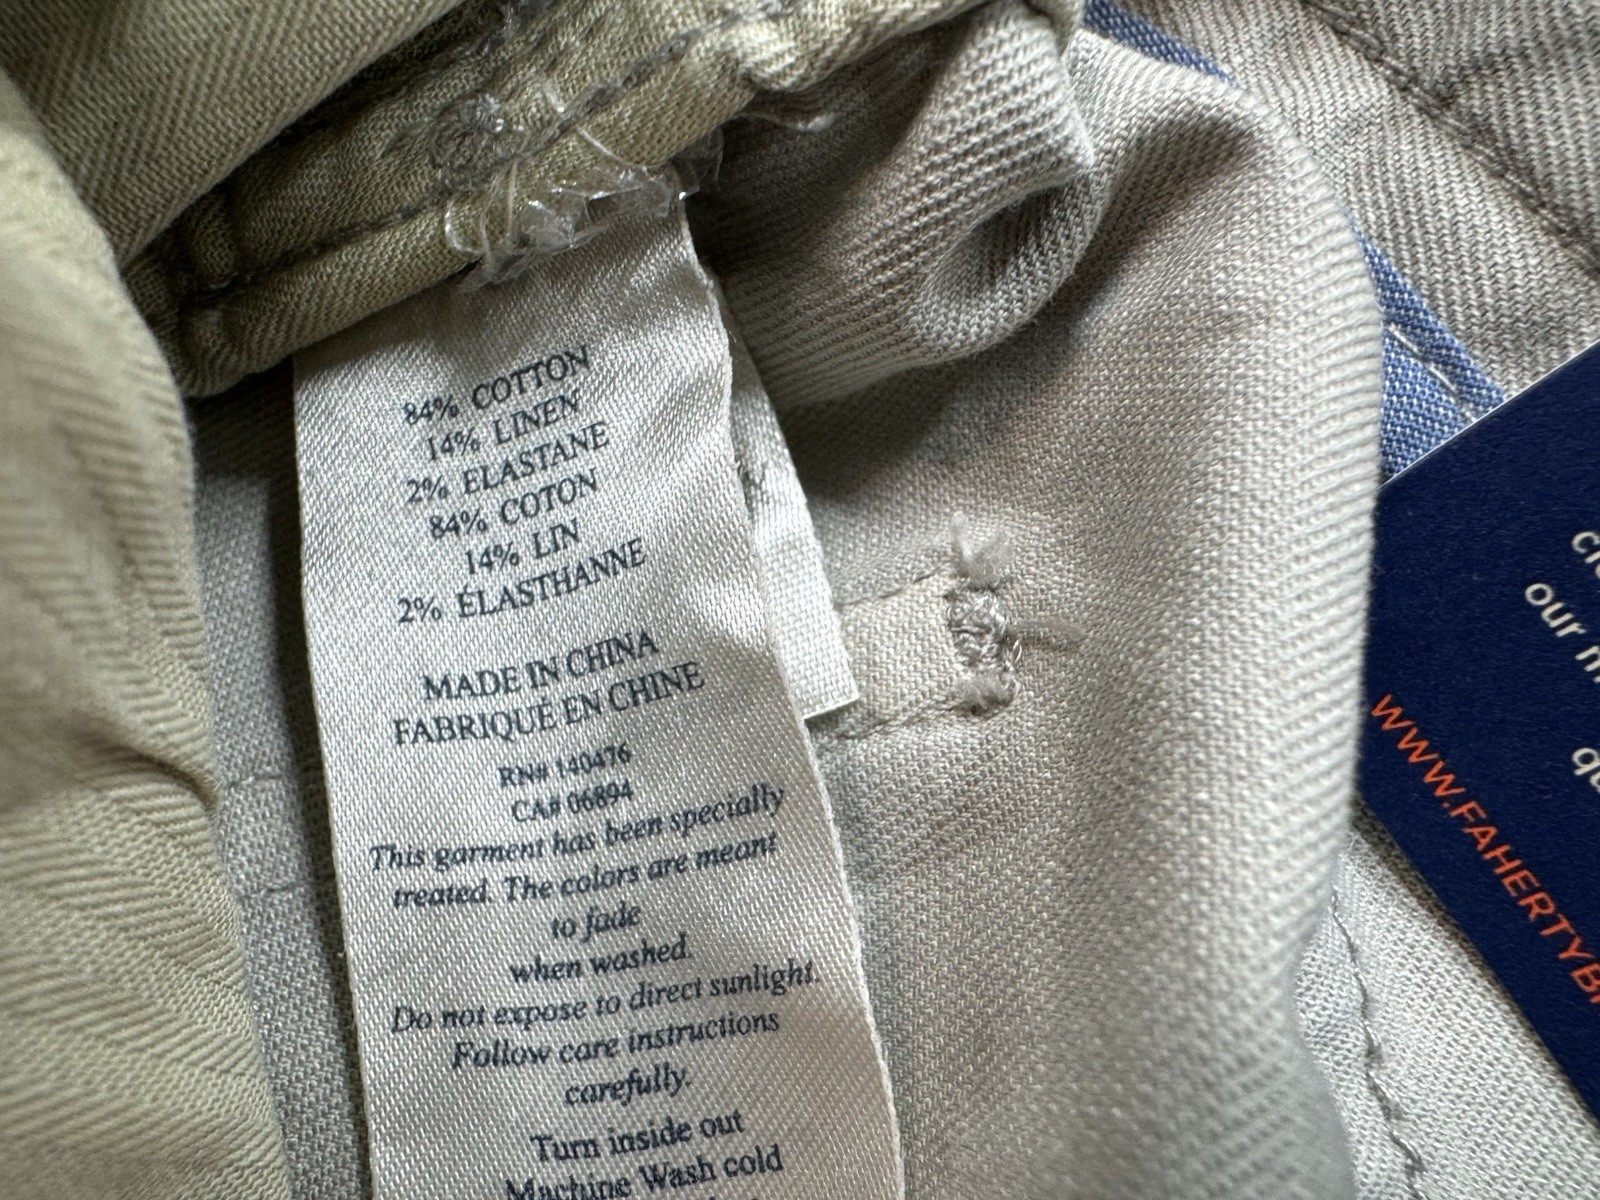 84% COTTON
14% LINEN
2% ELASTANE
84% COTON
14% LIN
2% ÉLASTHANNE
MADE IN CHINA
FABRIQUÉ EN CHINE
RN# 140476
CA# 06894
This garment has been specially
treated. The colors are meant
to fade
when washed.
Do not expose to direct sunlight.
Follow care instructions
carefully.
Turn inside out
Machine Wash cold
our
WWW.FAHERTYB